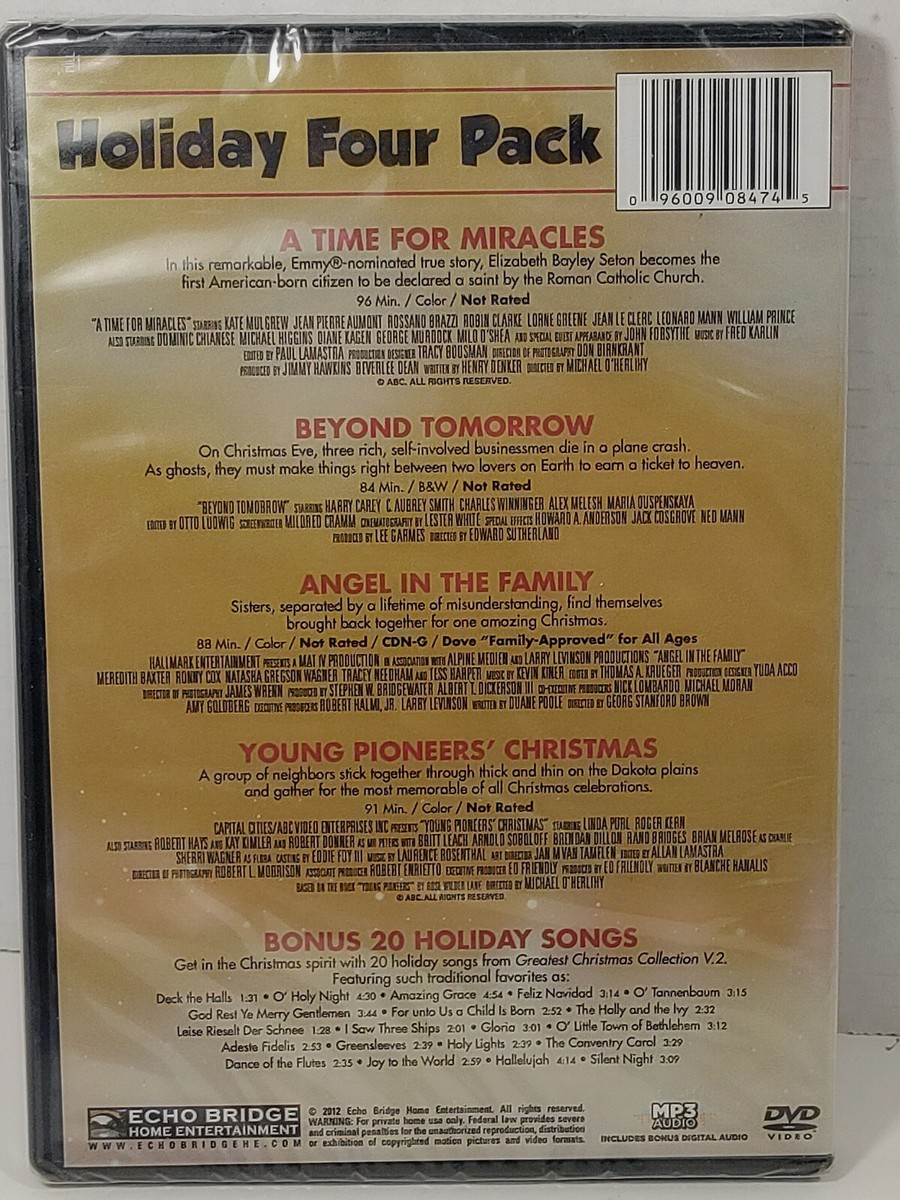 FULL
Holiday Four Pack
0 96009 08474 5
A TIME FOR MIRACLES
In this remarkable, Emmy®-nominated true story, Elizabeth Bayley Seton becomes the
first American-born citizen to be declared a saint by the Roman Catholic Church.
96 Min. / Color / Not Rated
"A TIME FOR MIRACLES" STARRING KATE MULGREW JEAN PIERRE AUMONT ROSSANO BRAZZI ROBIN CLARKE LORNE GREENE JEAN LE CLERC LEONARD MANN WILLIAM PRINCE
ALSO STARRING DOMINIC CHIANESE MICHAEL HIGGINS DIANE KAGEN GEORGE MURDOCK MILO O'SHEA AND SPECIAL GUEST APPEARANCE BY JOHN FORSYTHE MUSIC BY FRED KARLIN
EDITED BY PAUL LAMASTRA PRODUCTION DESIGNER TRACY BOUSMAN DIRECTOR OF PHOTOGRAPHY DON BIRNKRANT
PRODUCED BY JIMMY HAWKINS BEVERLEE DEAN WRITTEN BY HENRY DENKER DIRECTED BY MICHAEL O'HERLIHY
© ABC. ALL RIGHTS RESERVED.
BEYOND TOMORROW
On Christmas Eve, three rich, self-involved businessmen die in a plane crash.
As ghosts, they must make things right between two lovers on Earth to earn a ticket to heaven.
84 Min. / B&W / Not Rated
"BEYOND TOMORROW" STARRING HARRY CAREY C. AUBREY SMITH CHARLES WINNINGER ALEX MELESH MARIA OUSPENSKAYA
EDITED BY OTTO LUDWIG SCREENWRITER MILDRED CRAMM CINEMATOGRAPHY BY LESTER WHITE SPECIAL EFFECTS HOWARD A. ANDERSON JACK COSGROVE NED MANN
PRODUCED BY LEE GARMES DIRECTED BY EDWARD SUTHERLAND
ANGEL IN THE FAMILY
Sisters, separated by a lifetime of misunderstanding, find themselves
brought back together for one amazing Christmas.
88 Min. / Color / Not Rated / CDN-G / Dove "Family-Approved" for All Ages
HALLMARK ENTERTAINMENT PRESENTS A MAT IV PRODUCTION IN ASSOCIATION WITH ALPINE MEDIEN AND LARRY LEVINSON PRODUCTIONS "ANGEL IN THE FAMILY"
MEREDITH BAXTER RONNY COX NATASHA GREGSON WAGNER TRACEY NEEDHAM AND TESS HARPER MUSIC BY KEVIN KINER EDITED BY THOMAS A. KRUEGER PRODUCTION DESIGNER YUDA ACCO
DIRECTOR OF PHOTOGRAPHY JAMES WRENN PRODUCED BY STEPHEN W. BRIDGEWATER ALBERT T. DICKERSON III CO-EXECUTIVE PRODUCERS NICK LOMBARDO MICHAEL MORAN
AMY GOLDBERG EXECUTIVE PRODUCERS ROBERT HALMI, JR. LARRY LEVINSON WRITTEN BY DUANE POOLE DIRECTED BY GEORG STANFORD BROWN
YOUNG PIONEERS' CHRISTMAS
A group of neighbors stick together through thick and thin on the Dakota plains
and gather for the most memorable of all Christmas celebrations.
91 Min. / Color / Not Rated
CAPITAL CITIES/ABC VIDEO ENTERPRISES INC PRESENTS "YOUNG PIONEERS' CHRISTMAS" STARRING LINDA PURL ROGER KERN
ALSO STARRING ROBERT HAYS AND KAY KIMLER AND ROBERT DONNER AS MR PETERS WITH BRITT LEACH ARNOLD SOBOLOFF BRENDAN DILLON RAND BRIDGES BRIAN MELROSE AS CHARLIE
SHERRI WAGNER AS FLORA CASTING BY EDDIE FOY III MUSIC BY LAURENCE ROSENTHAL ART DIRECTOR JAN M VAN TAMELEN EDITED BY ALLAN LAMASTRA
DIRECTOR OF PHOTOGRAPHY ROBERT L. MORRISON ASSOCIATE PRODUCER ROBERT ENRIETTO EXECUTIVE PRODUCER ED FRIENDLY PRODUCED BY ED FRIENDLY WRITTEN BY BLANCHE HANALIS
BASED ON THE BOOK "YOUNG PIONEERS" BY ROSE WILDER LANE DIRECTED BY MICHAEL O'HERLIHY
© ABC. ALL RIGHTS RESERVED
BONUS 20 HOLIDAY SONGS
Get in the Christmas spirit with 20 holiday songs from Greatest Christmas Collection V.2.
Featuring such traditional favorites as:
Deck the Halls 1:31 • O' Holy Night 4:30 • Amazing Grace 4:54 • Feliz Navidad 3:14 • O' Tannenbaum 3:15
God Rest Ye Merry Gentlemen 3:44 • For unto Us a Child Is Born 2:52 • The Holly and the Ivy 2:32
Leise Rieselt Der Schnee 1:28 • I Saw Three Ships 2:01 • Gloria 3:01 • O' Little Town of Bethlehem 3:12
Adeste Fidelis 2:53 • Greensleeves 2:39 • Holy Lights 2:39 • The Conventry Carol 3:29
Dance of the Flutes 2:35 • Joy to the World 2:59 • Hallelujah 4:14 • Silent Night 3:09
ECHO BRIDGE
HOME ENTERTAINMENT
WWW.ECHOBRIDGEHE.COM
© 2012 Echo Bridge Home Entertainment. All rights reserved.
WARNING: For private home use only. Federal law provides severe
and criminal penalties for the unauthorized reproduction, distribution
or exhibition of copyrighted motion pictures and video formats.
MP3
AUDIO
INCLUDES BONUS DIGITAL AUDIO
DVD
VIDEO